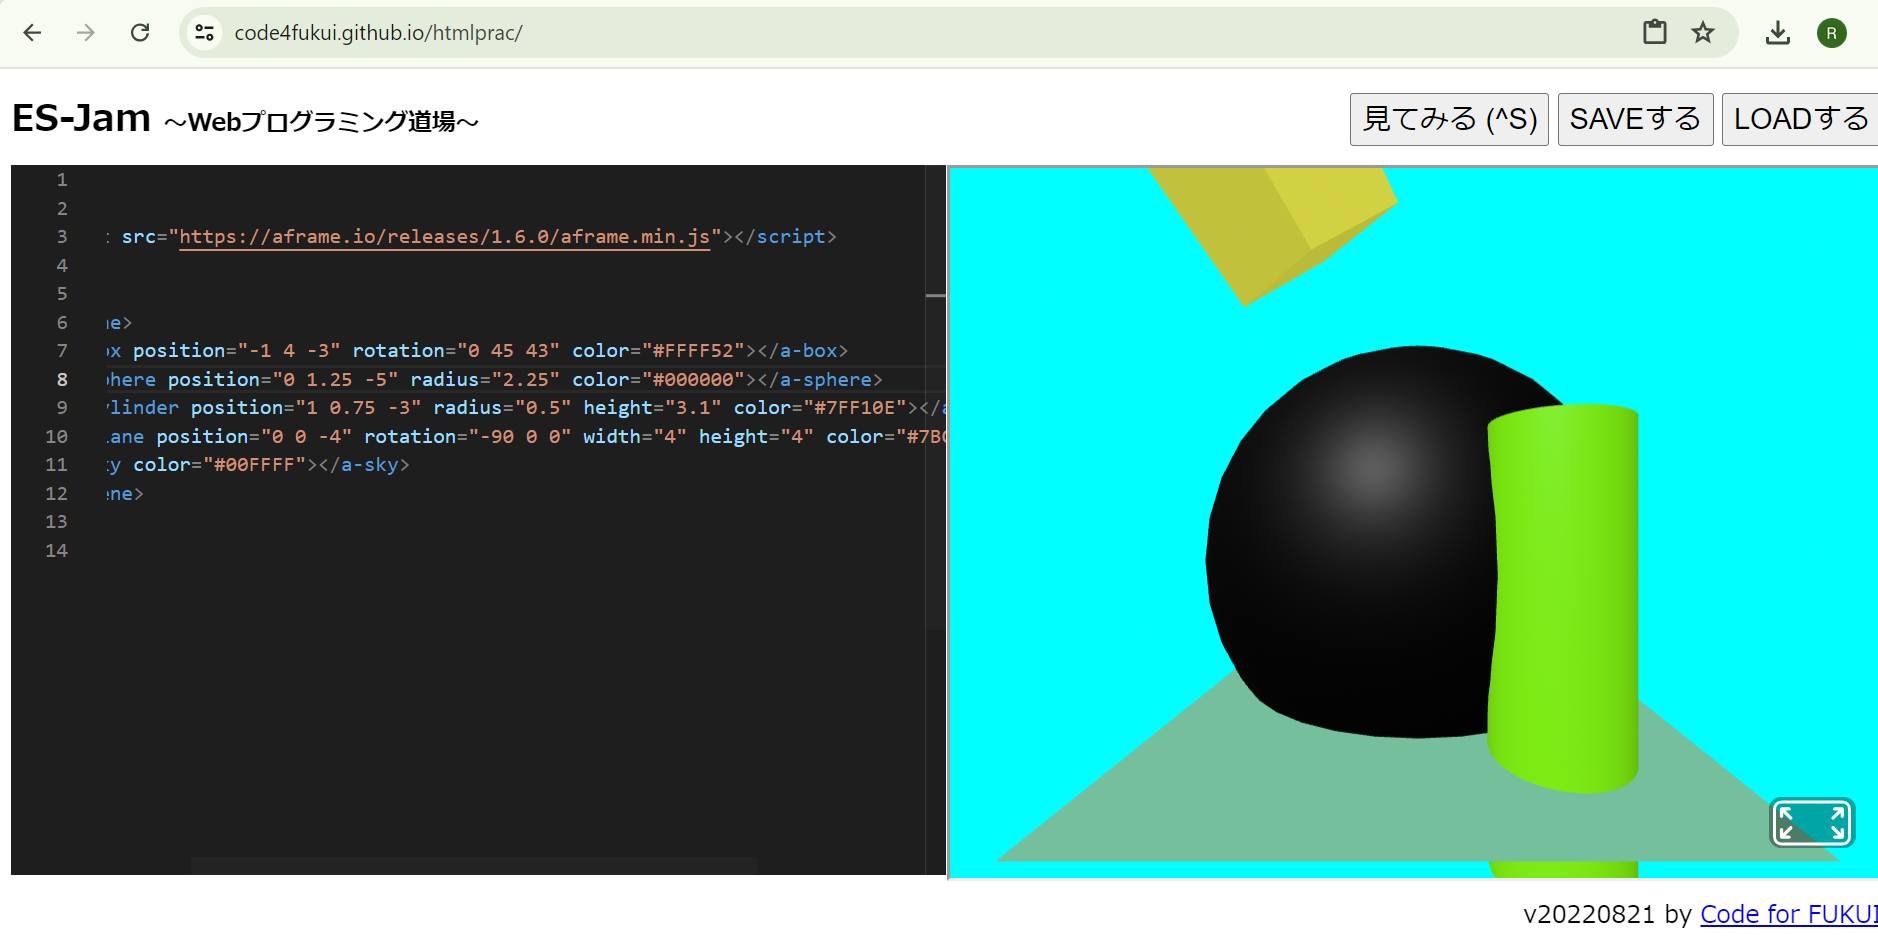 code4fukui.github.io/htmlprac/
R
ES-Jam ～Webプログラミング道場～
見てみる (^S) SAVEする LOADする
1
2
3 src="https://aframe.io/releases/1.6.0/aframe.min.js"></script>
4
5
6 e>
7 x position="-1 4 -3" rotation="0 45 43" color="#FFFF52"></a-box>
8 here position="0 1.25 -5" radius="2.25" color="#000000"></a-sphere>
9 linder position="1 0.75 -3" radius="0.5" height="3.1" color="#7FF10E"></a
10 ane position="0 0 -4" rotation="-90 0 0" width="4" height="4" color="#7BC
11 y color="#00FFFF"></a-sky>
12 ne>
13
14
v20220821 by Code for FUKUI